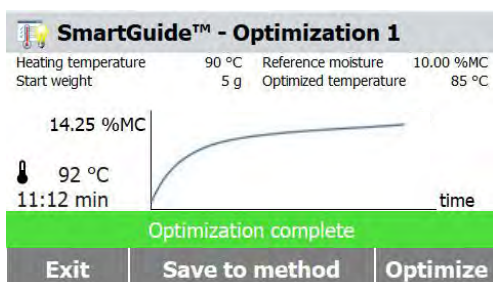 SmartGuide™ - Optimization 1
Heating temperature 90 °C Reference moisture 10.00 %MC
Start weight 5 g Optimized temperature 85 °C
14.25 %MC
92 °C
11:12 min
time
Optimization complete
Exit Save to method Optimize